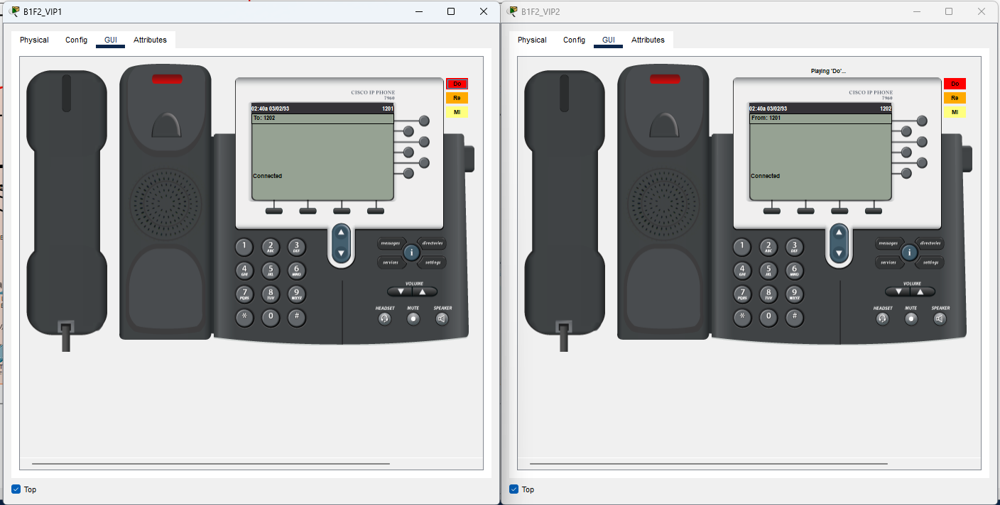 B1F2_VIP1
Physical Config GUI Attributes
CISCO IP PHONE
7960
Do
Re
MI
02:40a 03/02/93 1201
To: 1202
Connected
1 2 ABC 3 DEF
4 GHI 5 JKL 6 MNO
7 PQRS 8 TUV 9 WXYZ
* 0 #
messages directories
i
services settings
VOLUME
HEADSET MUTE SPEAKER
Top
B1F2_VIP2
Physical Config GUI Attributes
Playing 'Do'...
CISCO IP PHONE
7960
Do
Re
MI
02:40a 03/02/93 1202
From: 1201
Connected
1 2 ABC 3 DEF
4 GHI 5 JKL 6 MNO
7 PQRS 8 TUV 9 WXYZ
* 0 #
messages directories
i
services settings
VOLUME
HEADSET MUTE SPEAKER
Top